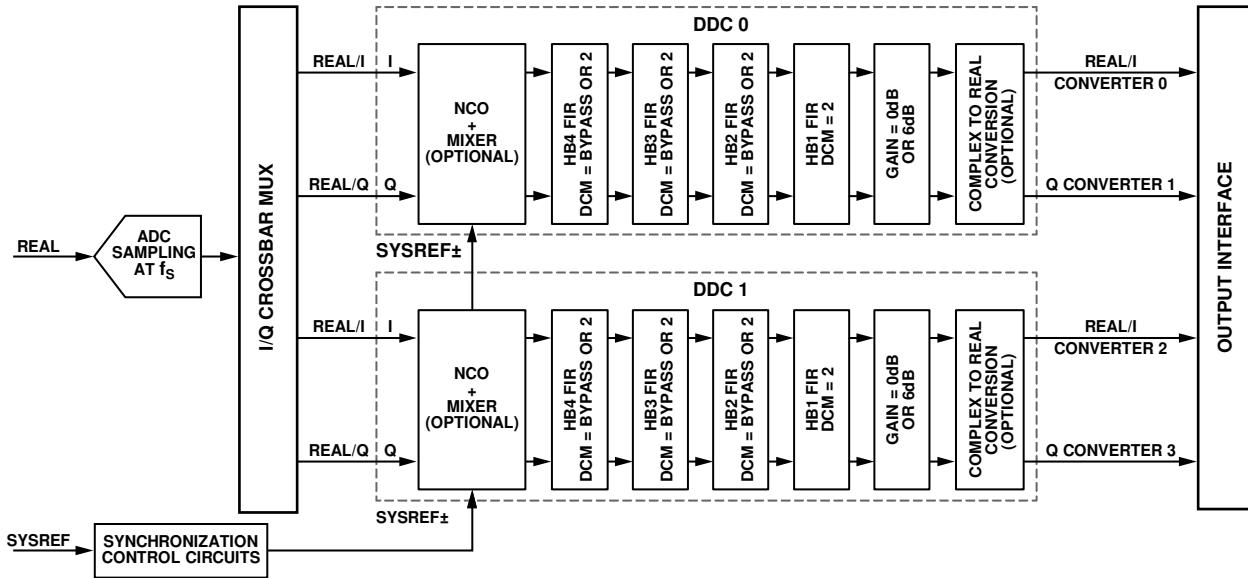 DDC 0
REAL/I I
REAL/Q Q
NCO
+
MIXER
(OPTIONAL)
HB4 FIR
DCM = BYPASS OR 2
HB3 FIR
DCM = BYPASS OR 2
HB2 FIR
DCM = BYPASS OR 2
HB1 FIR
DCM = 2
GAIN = 0dB
OR 6dB
COMPLEX TO REAL
CONVERSION
(OPTIONAL)
REAL/I
CONVERTER 0
Q CONVERTER 1
REAL
ADC
SAMPLING
AT fS
I/Q CROSSBAR MUX
SYSREF±
OUTPUT INTERFACE
DDC 1
REAL/I I
REAL/Q Q
NCO
+
MIXER
(OPTIONAL)
HB4 FIR
DCM = BYPASS OR 2
HB3 FIR
DCM = BYPASS OR 2
HB2 FIR
DCM = BYPASS OR 2
HB1 FIR
DCM = 2
GAIN = 0dB
OR 6dB
COMPLEX TO REAL
CONVERSION
(OPTIONAL)
REAL/I
CONVERTER 2
Q CONVERTER 3
SYSREF±
SYSREF
SYNCHRONIZATION
CONTROL CIRCUITS